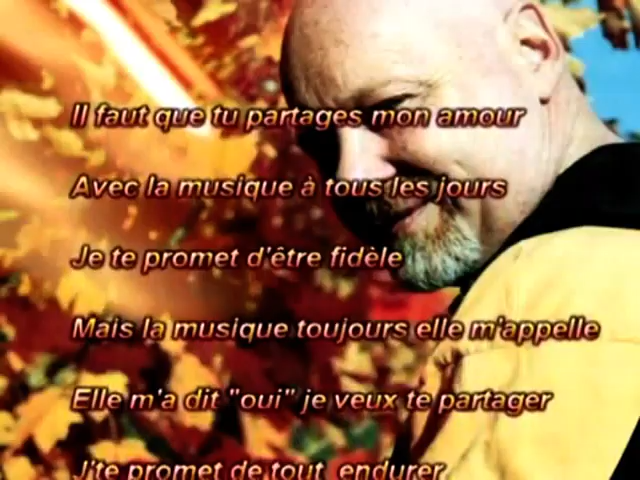 Il faut que tu partages mon amour
Avec la musique à tous les jours
Je te promet d'être fidèle
Mais la musique toujours elle m'appelle
Elle m'a dit "oui" je veux te partager
J'te promet de tout endurer